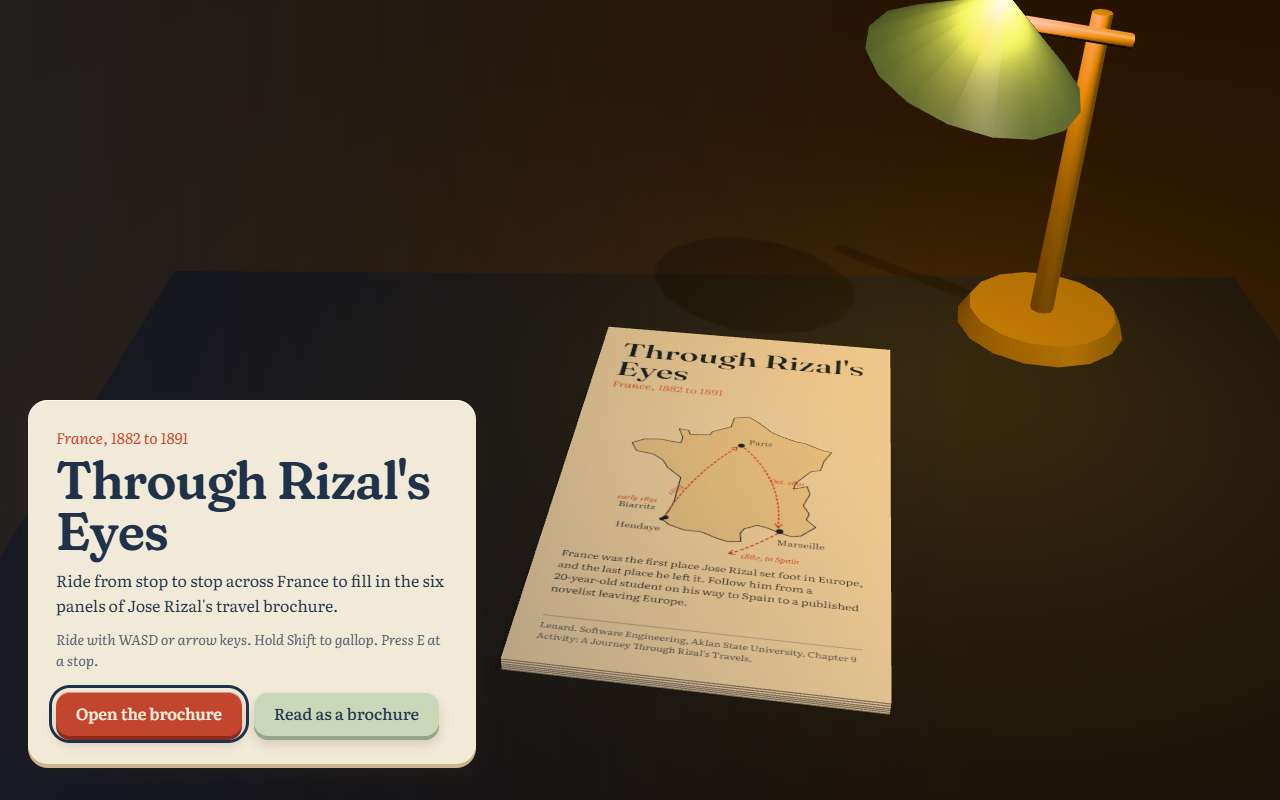 France, 1882 to 1891
Through Rizal's
Eyes
Ride from stop to stop across France to fill in the six
panels of Jose Rizal's travel brochure.
Ride with WASD or arrow keys. Hold Shift to gallop. Press E at
a stop.
Open the brochure
Read as a brochure
Through Rizal's
Eyes
France, 1882 to 1891
Paris
Oct. 1891
early 1891
Biarritz
Hendaye
Marseille
1882, to Spain
France was the first place Jose Rizal set foot in Europe,
and the last place he left it. Follow him from a
20-year-old student on his way to Spain to a published
novelist leaving Europe.
Lenard. Software Engineering, Aklan State University. Chapter 9
Activity: A Journey Through Rizal's Travels.